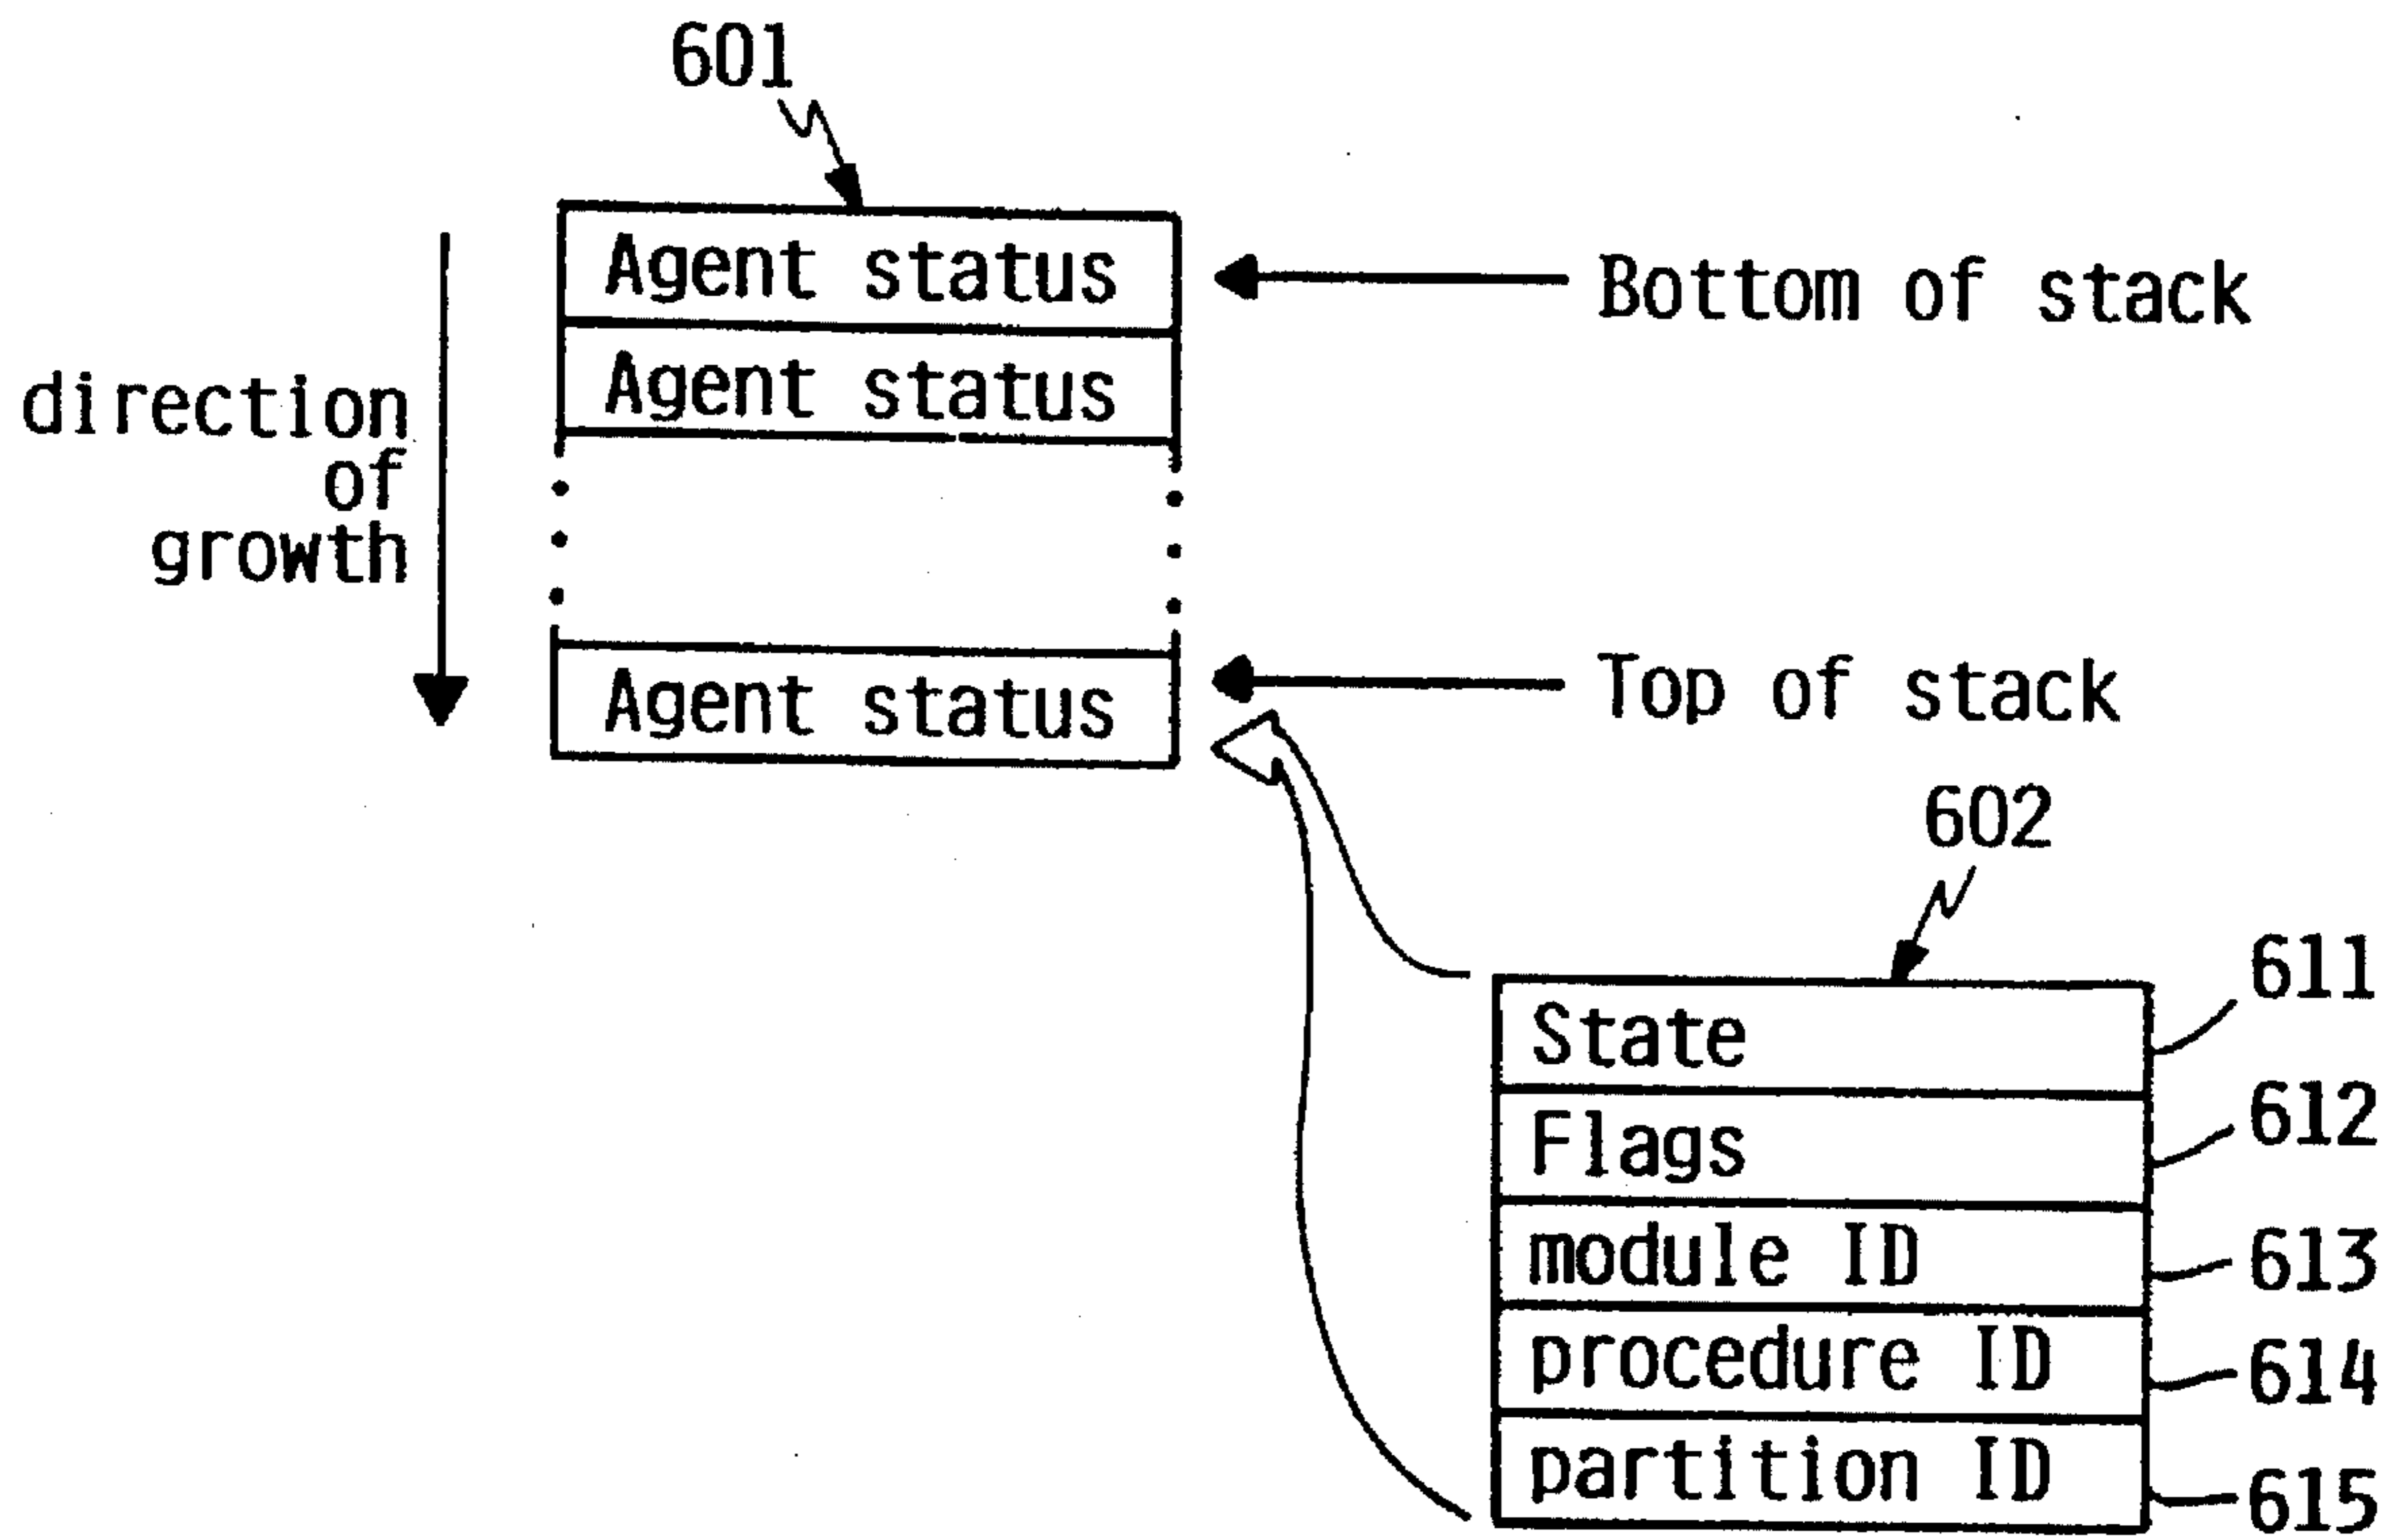 601
Agent status
Bottom of stack
Agent status
direction
of
growth
Agent status
Top of stack
602
State
611
Flags
612
module ID
613
procedure ID
614
partition ID
615